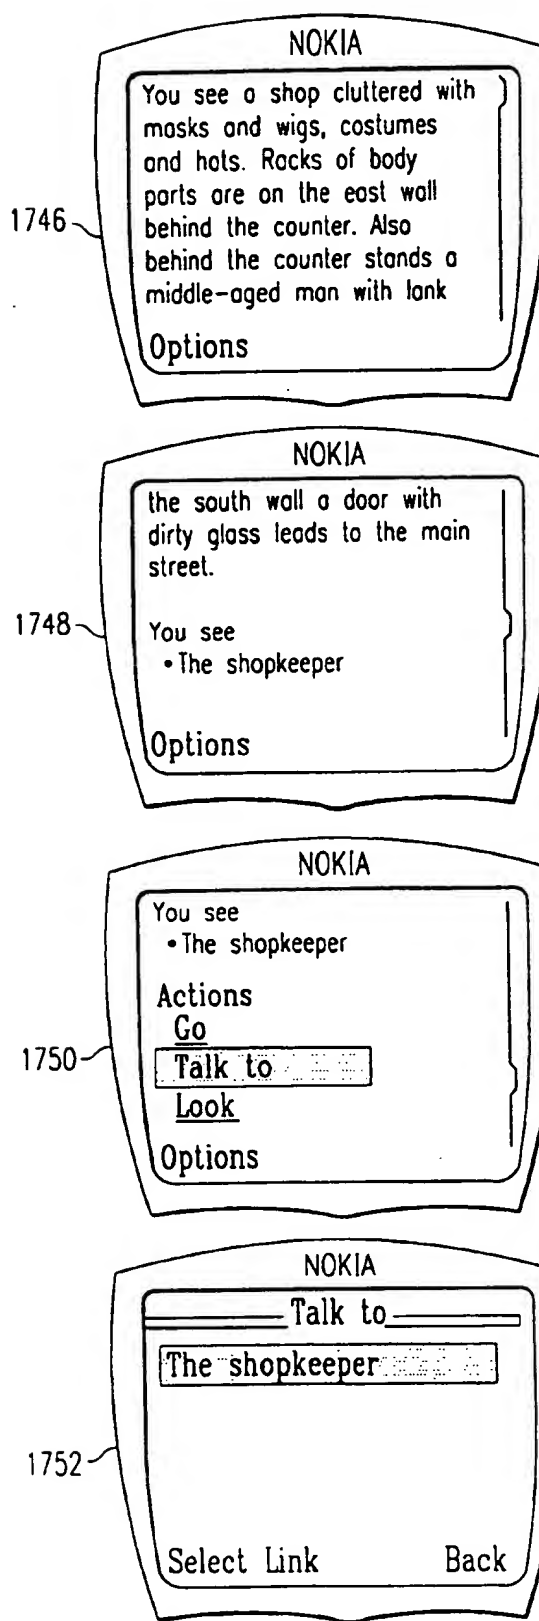 NOKIA
You see a shop cluttered with
masks and wigs, costumes
and hats. Racks of body
parts are on the east wall
behind the counter. Also
behind the counter stands a
middle-aged man with lank
Options
1746
NOKIA
the south wall a door with
dirty glass leads to the main
street.
You see
• The shopkeeper
Options
1748
NOKIA
You see
• The shopkeeper
Actions
Go
Talk to
Look
Options
1750
NOKIA
Talk to
The shopkeeper
Select Link Back
1752